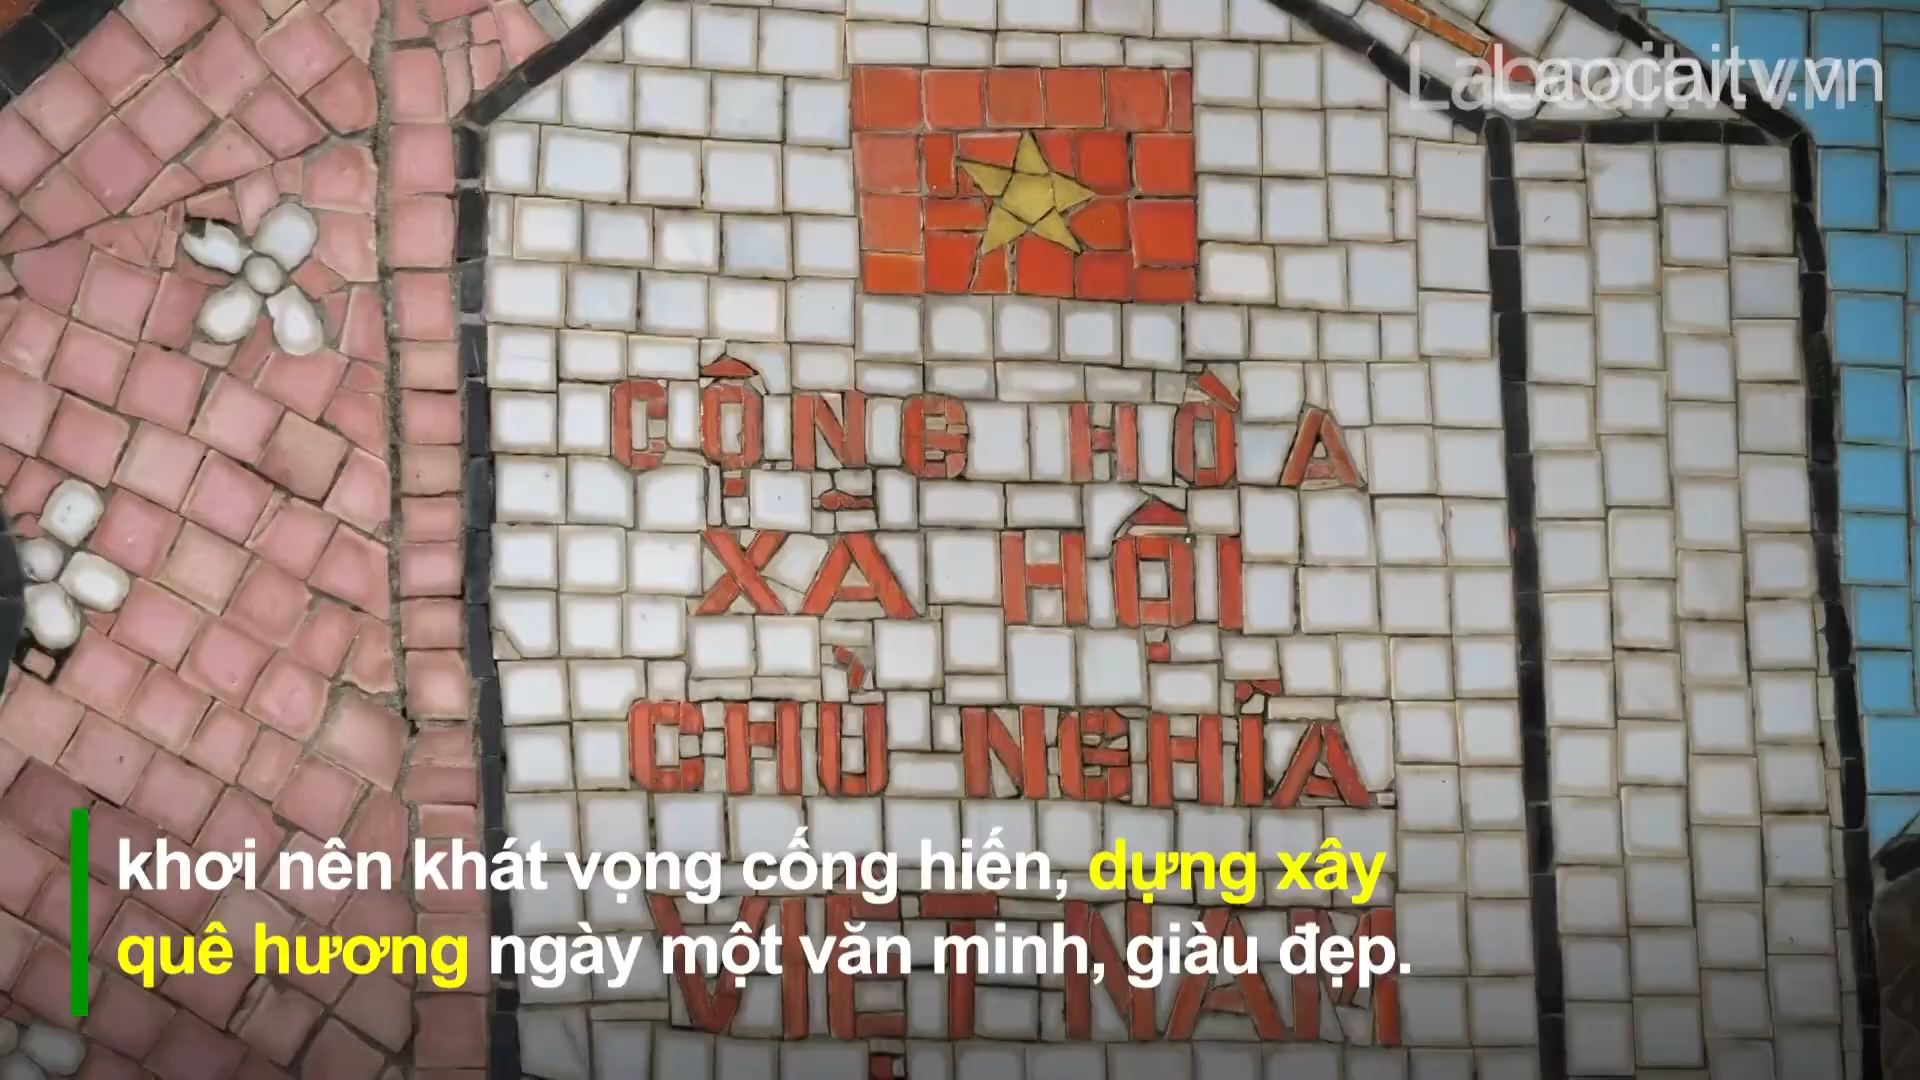 Laocaitv.vn
CỘNG HÒA
XÃ HỘI
CHỦ NGHĨA
VIỆT NAM
khơi nên khát vọng cống hiến, dựng xây
quê hương ngày một văn minh, giàu đẹp.